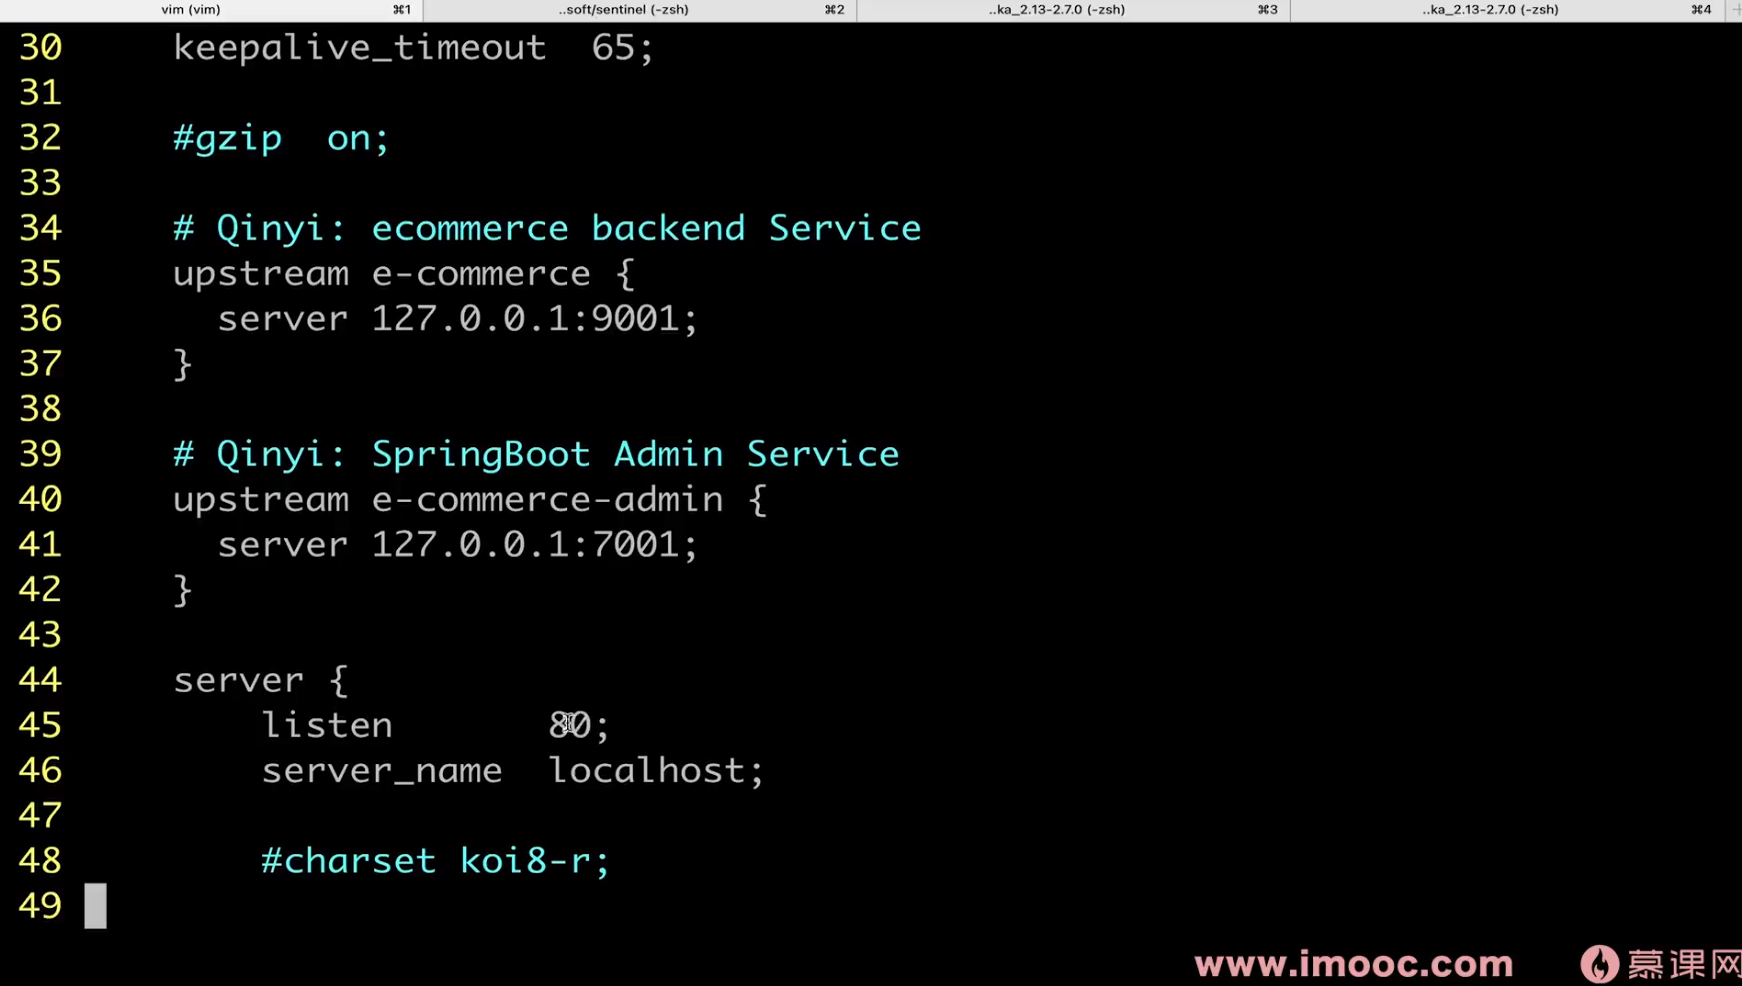 vim (vim) ⌘1 ..soft/sentinel (-zsh) ⌘2 ..ka_2.13-2.7.0 (-zsh) ⌘3 ..ka_2.13-2.7.0 (-zsh) ⌘4
30 keepalive_timeout 65;
31
32 #gzip on;
33
34 # Qinyi: ecommerce backend Service
35 upstream e-commerce {
36 server 127.0.0.1:9001;
37 }
38
39 # Qinyi: SpringBoot Admin Service
40 upstream e-commerce-admin {
41 server 127.0.0.1:7001;
42 }
43
44 server {
45 listen 80;
46 server_name localhost;
47
48 #charset koi8-r;
49
www.imooc.com 慕课网